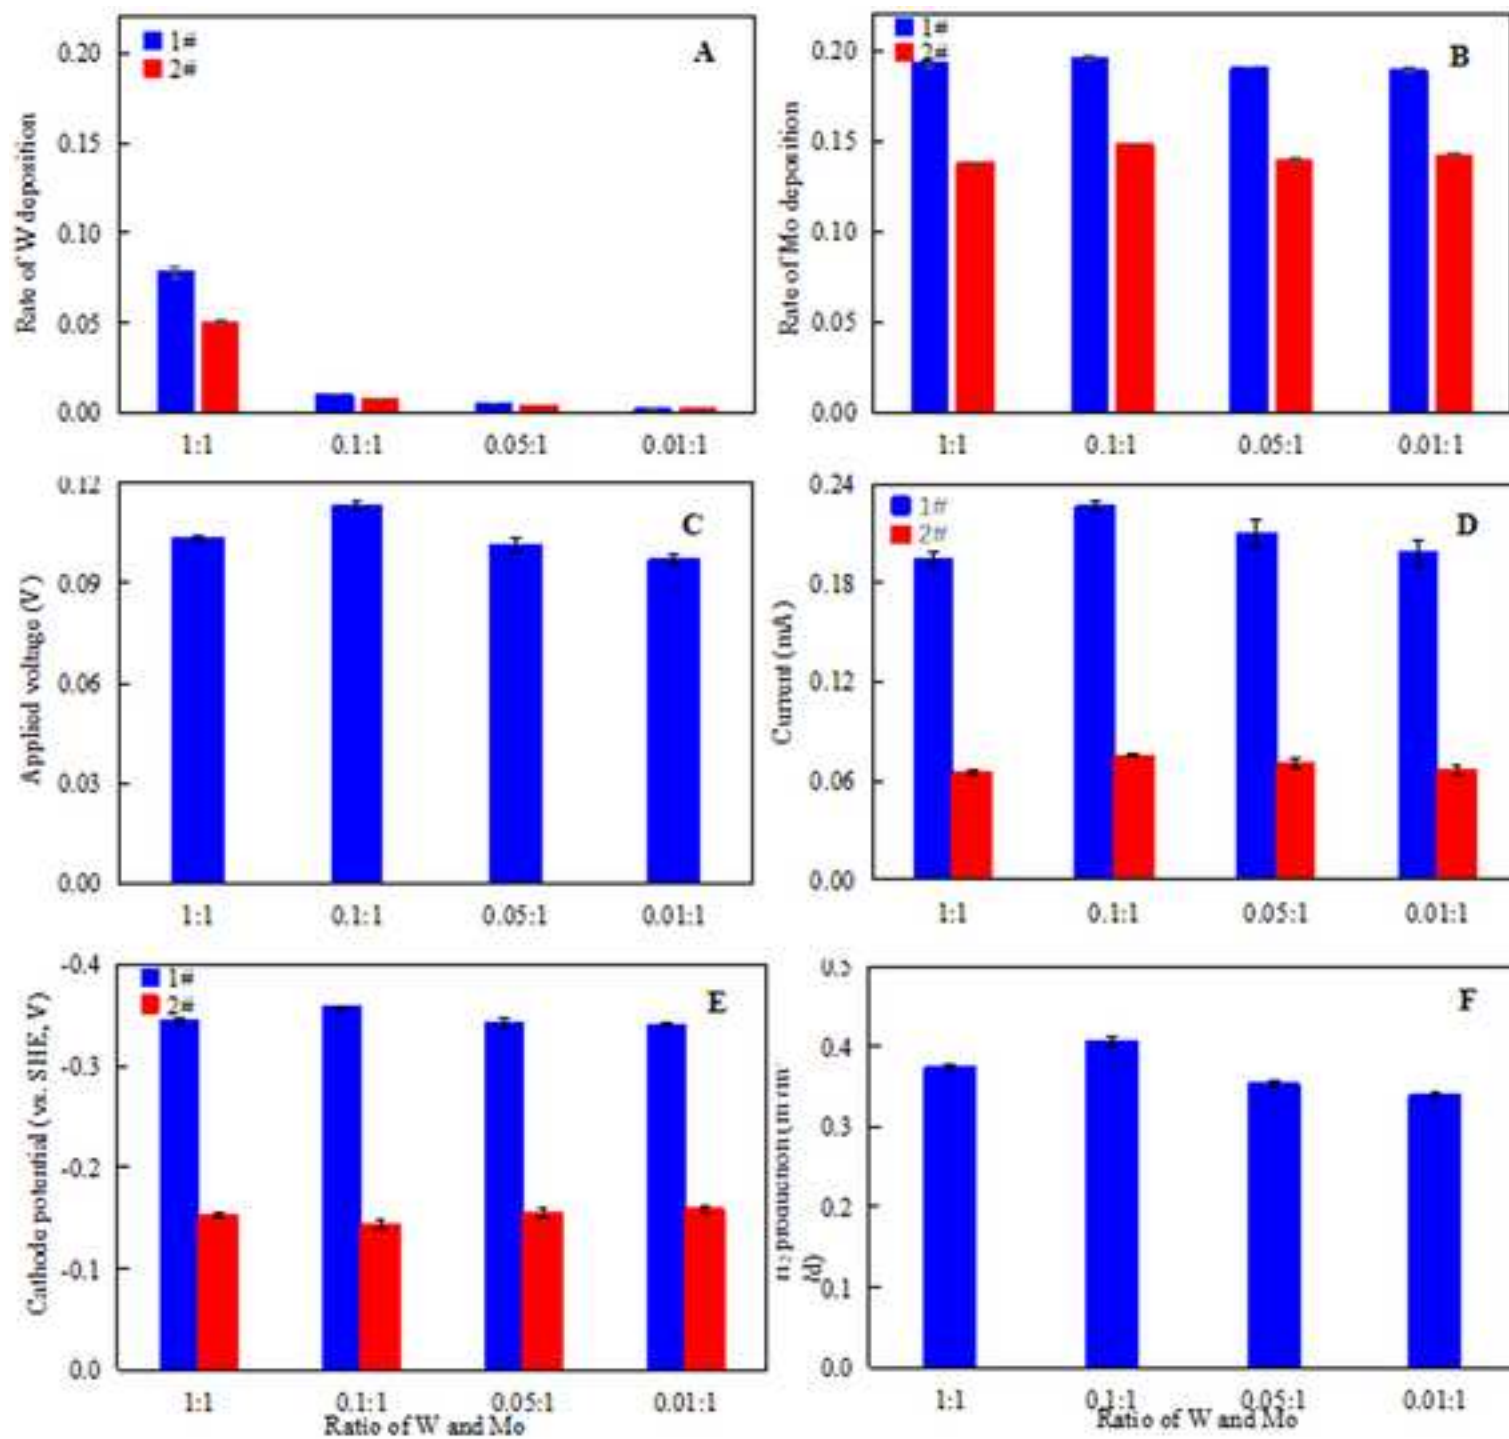 A
1#
2#
0.20
0.15
0.10
0.05
0.00
Rate of W deposition
1:1 0.1:1 0.05:1 0.01:1
B
1#
2#
0.20
0.15
0.10
0.05
0.00
Rate of Mo deposition
1:1 0.1:1 0.05:1 0.01:1
C
0.12
0.09
0.06
0.03
0.00
Applied voltage (V)
1:1 0.1:1 0.05:1 0.01:1
D
1#
2#
0.24
0.18
0.12
0.06
0.00
Current (mA)
1:1 0.1:1 0.05:1 0.01:1
E
1#
2#
-0.4
-0.3
-0.2
-0.1
0.0
Cathode potential (vs. SHE, V)
1:1 0.1:1 0.05:1 0.01:1
Ratio of W and Mo
F
0.5
0.4
0.3
0.2
0.1
0.0
production
/d)
1:1 0.1:1 0.05:1 0.01:1
Ratio of W and Mo